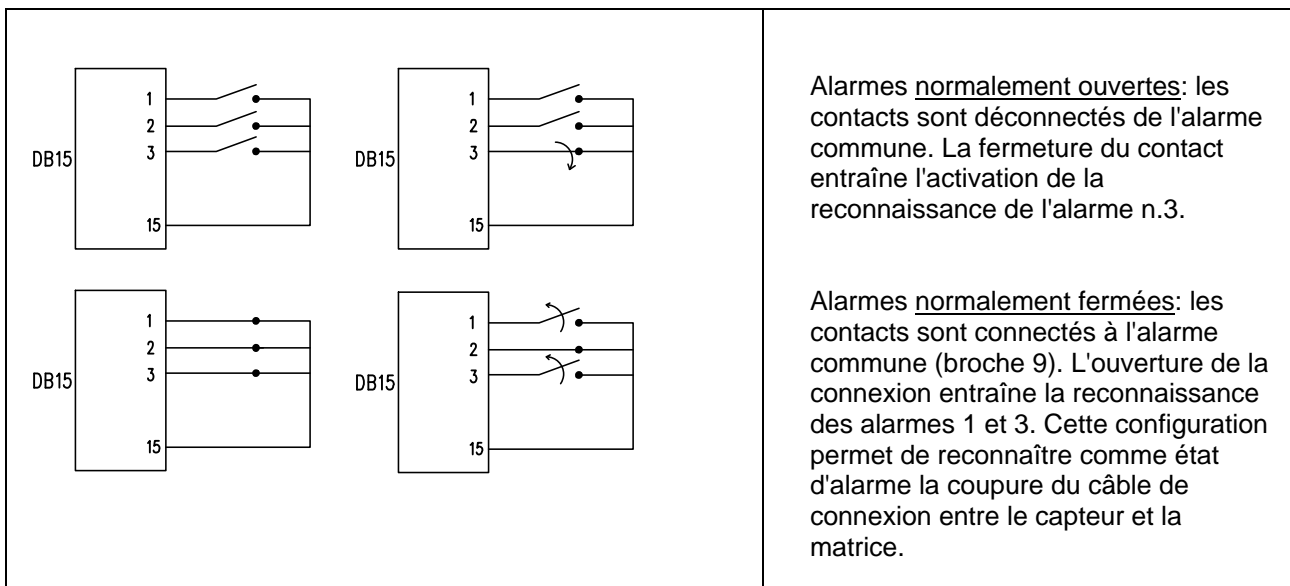 1
2
3
DB15
15
1
2
3
DB15
15
1
2
3
DB15
15
1
2
3
DB15
15
Alarmes normalement ouvertes: les
contacts sont déconnectés de l'alarme
commune. La fermeture du contact
entraîne l'activation de la
reconnaissance de l'alarme n.3.
Alarmes normalement fermées: les
contacts sont connectés à l'alarme
commune (broche 9). L'ouverture de la
connexion entraîne la reconnaissance
des alarmes 1 et 3. Cette configuration
permet de reconnaître comme état
d'alarme la coupure du câble de
connexion entre le capteur et la
matrice.